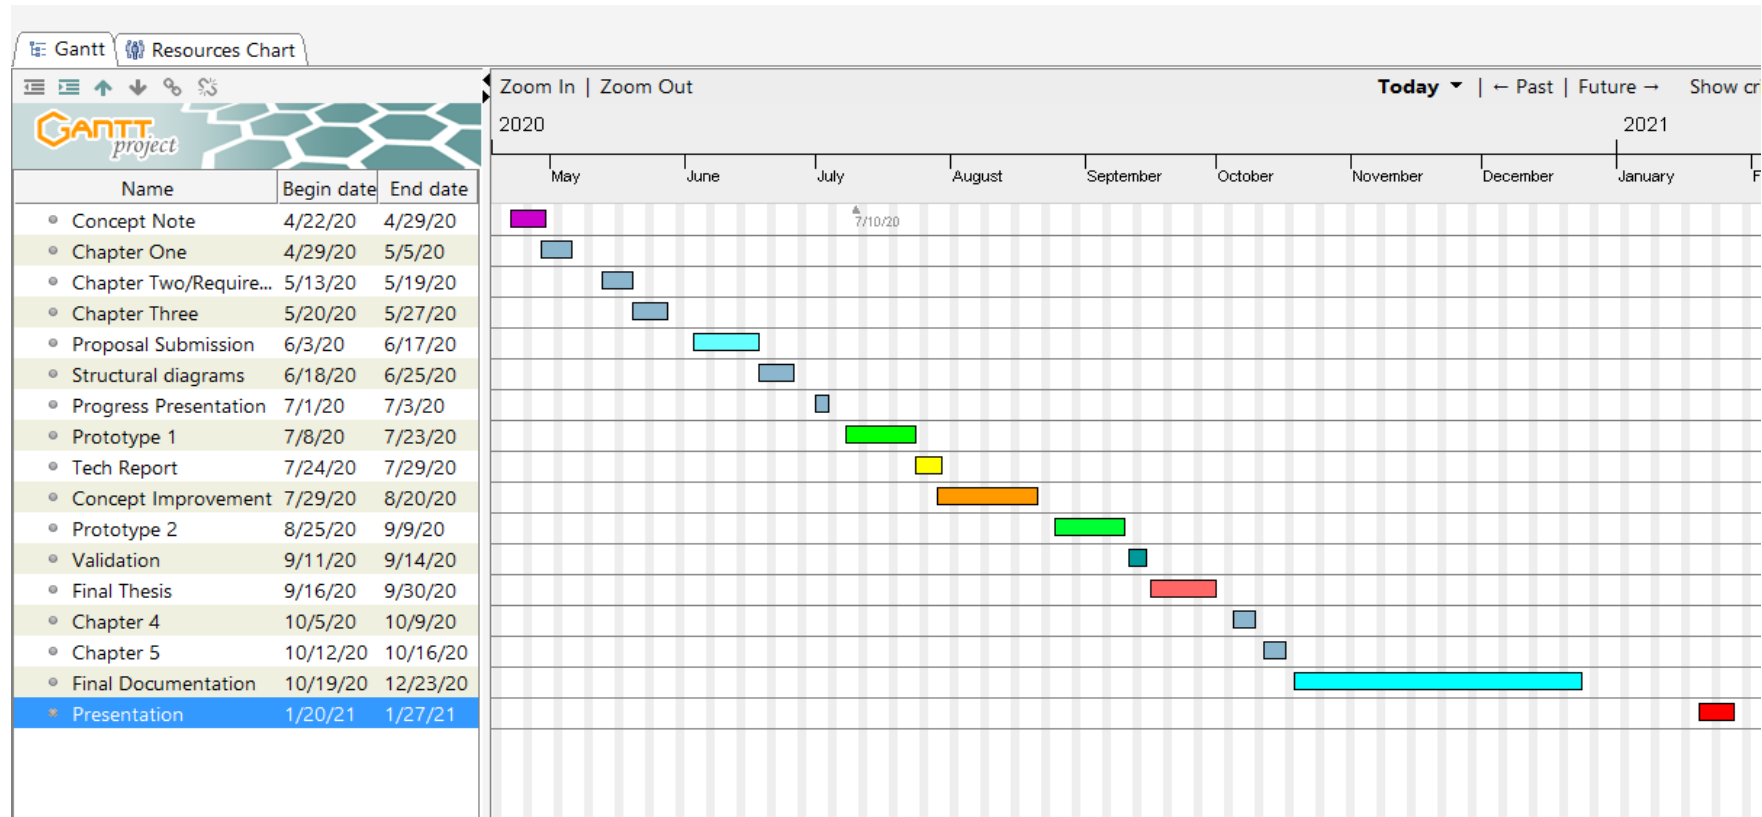 Gantt Resources Chart
Zoom In | Zoom Out Today ▼ | ← Past | Future → Show cr
GANTT project
2020 2021
May June July August September October November December January F
Name Begin date End date
Concept Note 4/22/20 4/29/20
7/10/20
Chapter One 4/29/20 5/5/20
Chapter Two/Require... 5/13/20 5/19/20
Chapter Three 5/20/20 5/27/20
Proposal Submission 6/3/20 6/17/20
Structural diagrams 6/18/20 6/25/20
Progress Presentation 7/1/20 7/3/20
Prototype 1 7/8/20 7/23/20
Tech Report 7/24/20 7/29/20
Concept Improvement 7/29/20 8/20/20
Prototype 2 8/25/20 9/9/20
Validation 9/11/20 9/14/20
Final Thesis 9/16/20 9/30/20
Chapter 4 10/5/20 10/9/20
Chapter 5 10/12/20 10/16/20
Final Documentation 10/19/20 12/23/20
Presentation 1/20/21 1/27/21